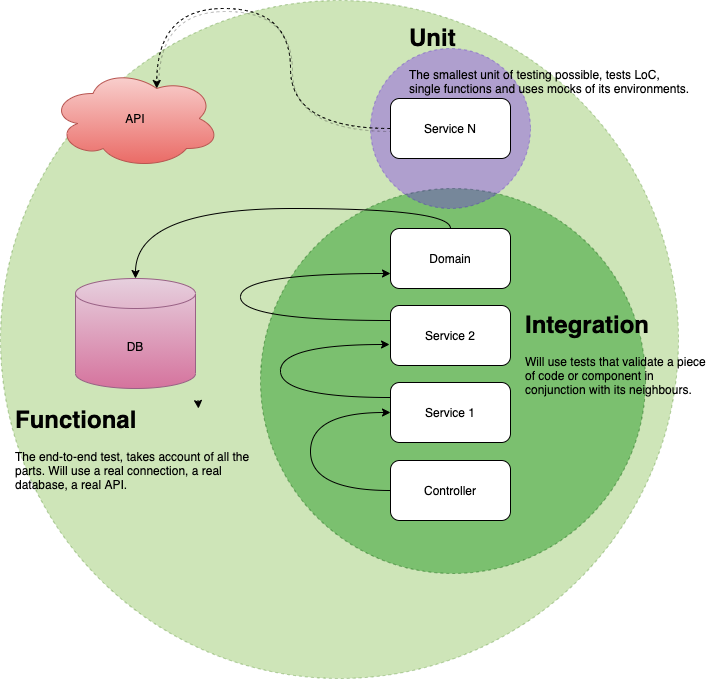 Unit
The smallest unit of testing possible, tests LoC,
single functions and uses mocks of its environments.
API
Service N
Domain
DB
Service 2
Integration
Will use tests that validate a piece
of code or component in
conjunction with its neighbours.
Service 1
Functional
The end-to-end test, takes account of all the
parts. Will use a real connection, a real
database, a real API.
Controller